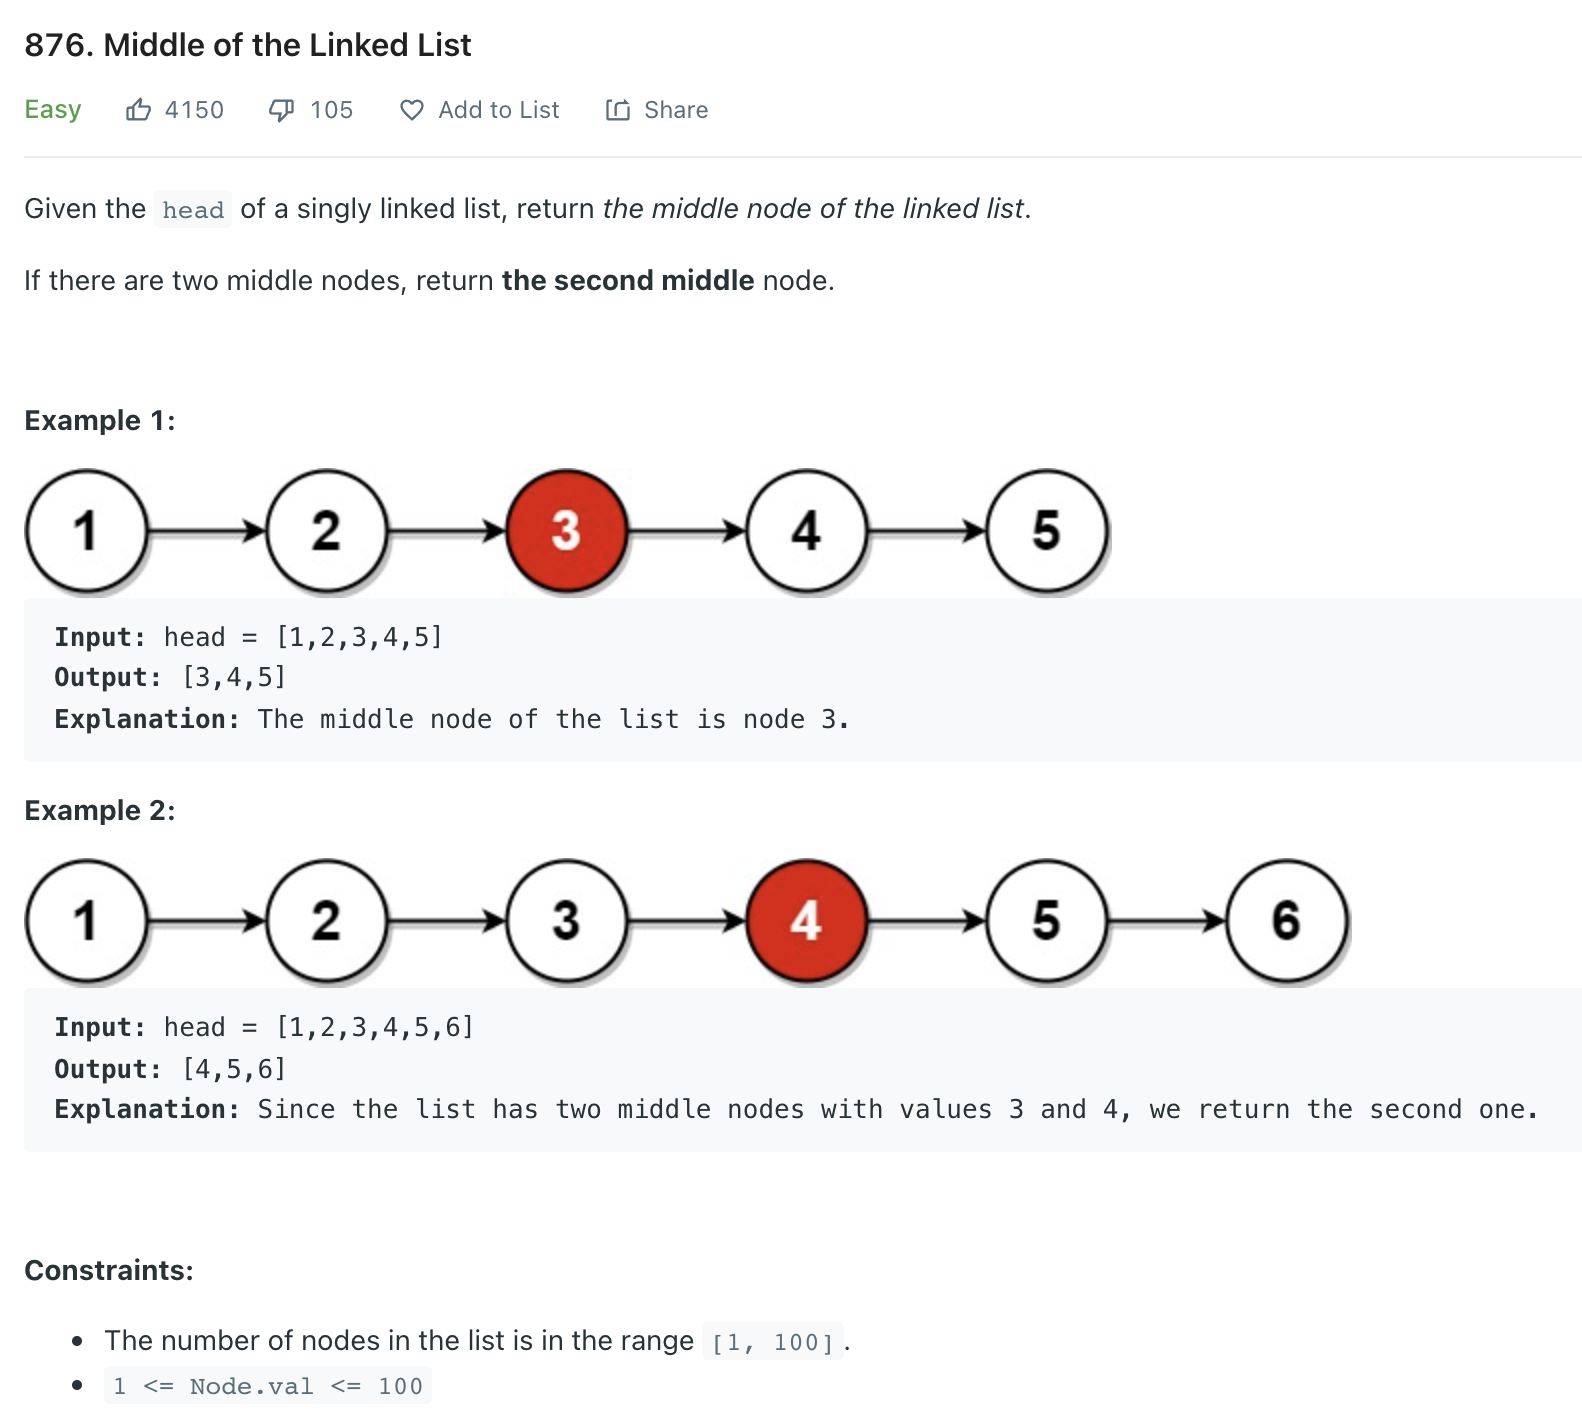 876. Middle of the Linked List
Easy 4150 105 Add to List Share
Given the head of a singly linked list, return the middle node of the linked list.
If there are two middle nodes, return the second middle node.
Example 1:
1 2 3 4 5
Input: head = [1,2,3,4,5]
Output: [3,4,5]
Explanation: The middle node of the list is node 3.
Example 2:
1 2 3 4 5 6
Input: head = [1,2,3,4,5,6]
Output: [4,5,6]
Explanation: Since the list has two middle nodes with values 3 and 4, we return the second one.
Constraints:
• The number of nodes in the list is in the range [1, 100].
• 1 <= Node.val <= 100